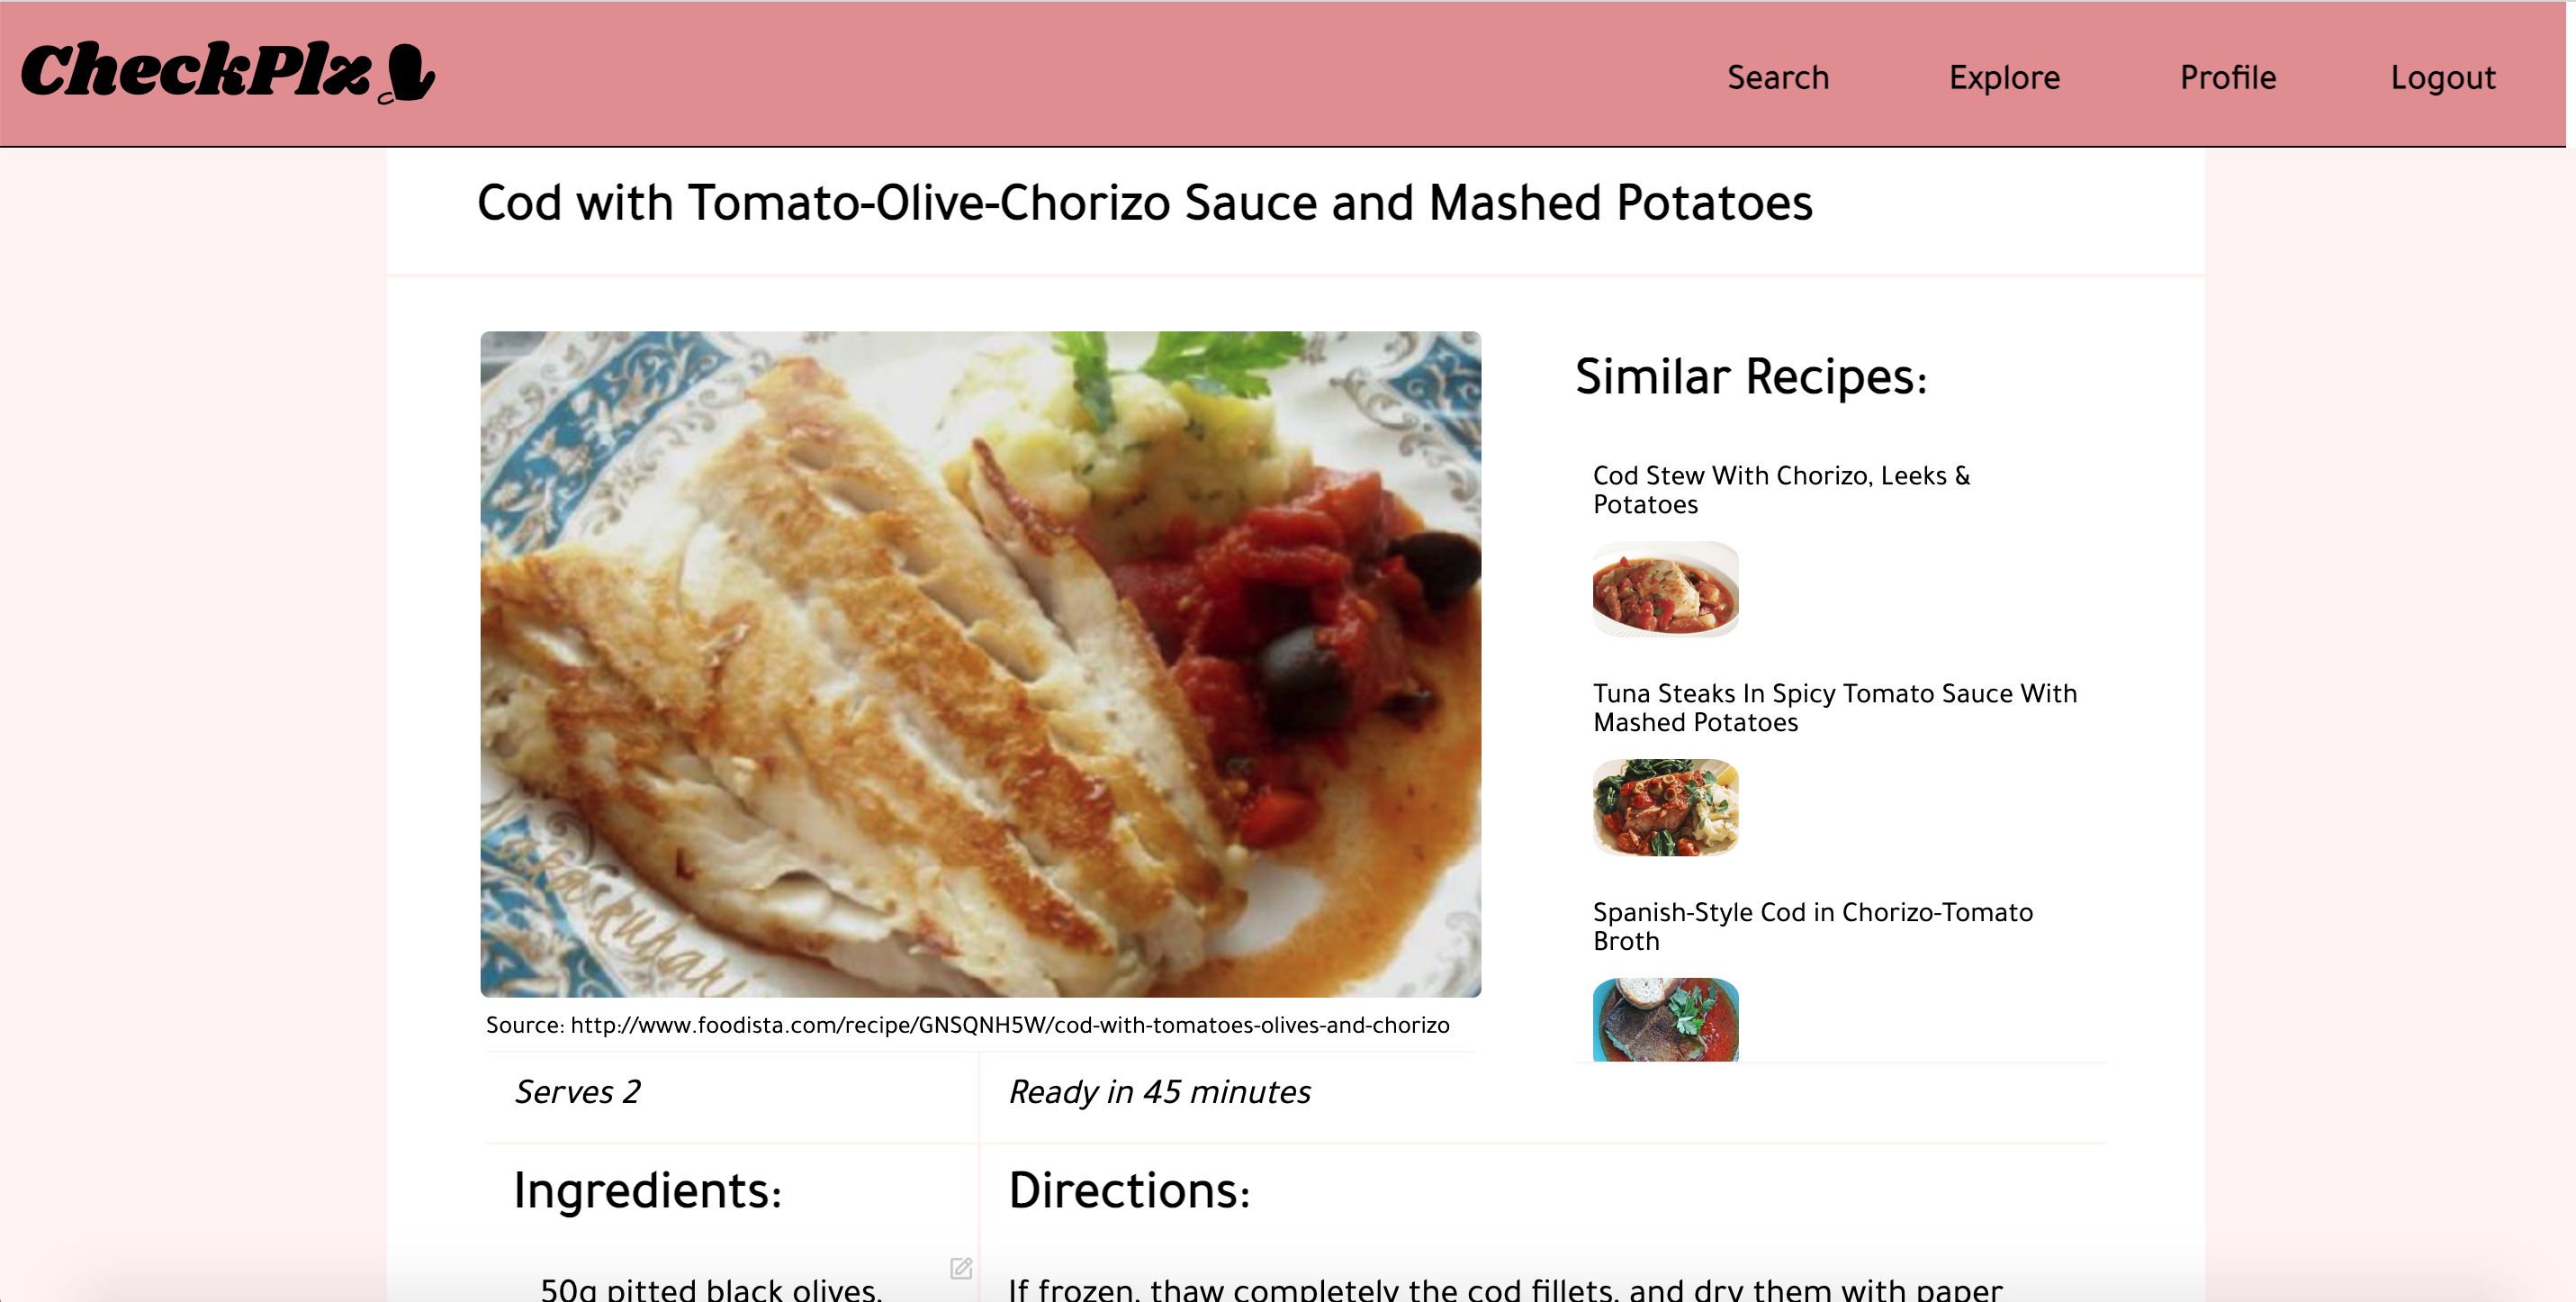 CheckPlz
Search
Explore
Profile
Logout
Cod with Tomato-Olive-Chorizo Sauce and Mashed Potatoes
Similar Recipes:
Cod Stew With Chorizo, Leeks &
Potatoes
Tuna Steaks In Spicy Tomato Sauce With
Mashed Potatoes
Spanish-Style Cod in Chorizo-Tomato
Broth
Source: http://www.foodista.com/recipe/GNSQNH5W/cod-with-tomatoes-olives-and-chorizo
Serves 2
Ready in 45 minutes
Ingredients:
Directions:
50g pitted black olives,
If frozen, thaw completely the cod fillets, and dry them with paper